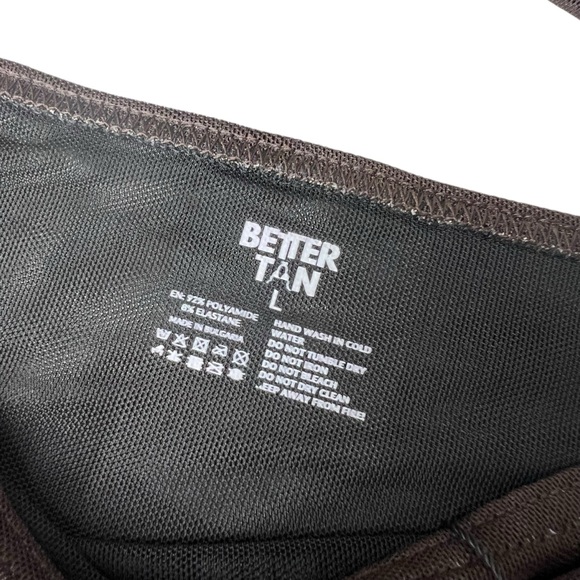 BETTER
TAN
L
EN: 92% POLYAMIDE
8% ELASTANE
MADE IN BULGARIA
HAND WASH IN COLD
WATER
DO NOT TUMBLE DRY
DO NOT IRON
DO NOT BLEACH
DO NOT DRY CLEAN
KEEP AWAY FROM FIRE!